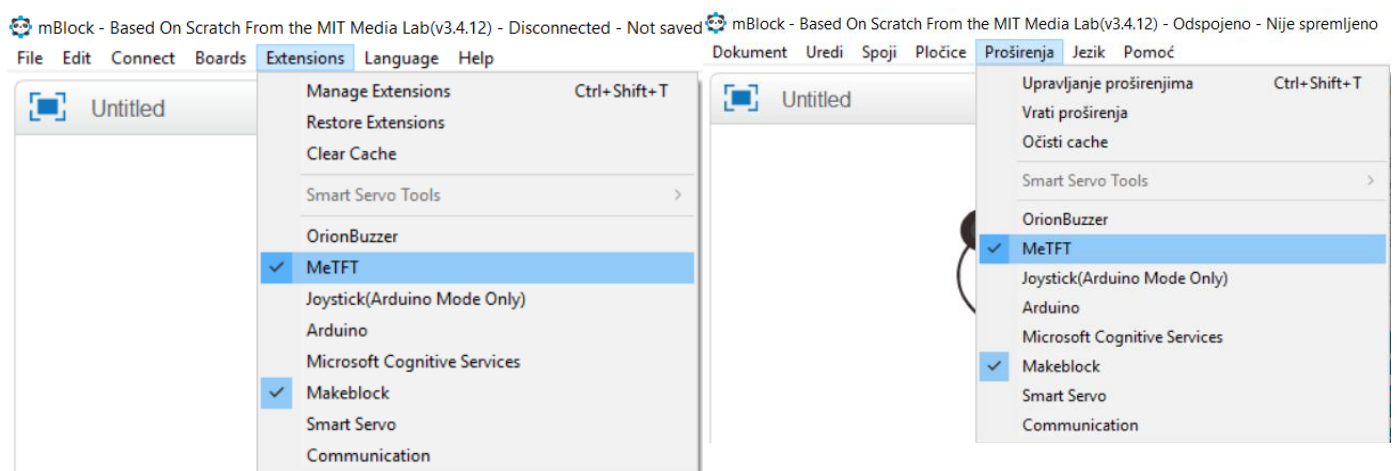 mBlock - Based On Scratch From the MIT Media Lab(v3.4.12) - Disconnected - Not saved
File Edit Connect Boards Extensions Language Help
Untitled
Manage Extensions Ctrl+Shift+T
Restore Extensions
Clear Cache
Smart Servo Tools >
OrionBuzzer
MeTFT
Joystick(Arduino Mode Only)
Arduino
Microsoft Cognitive Services
Makeblock
Smart Servo
Communication
mBlock - Based On Scratch From the MIT Media Lab(v3.4.12) - Odspojeno - Nije spremljeno
Dokument Uredi Spoji Pločice Proširenja Jezik Pomoć
Untitled
Upravljanje proširenjima Ctrl+Shift+T
Vrati proširenja
Očisti cache
Smart Servo Tools >
OrionBuzzer
MeTFT
Joystick(Arduino Mode Only)
Arduino
Microsoft Cognitive Services
Makeblock
Smart Servo
Communication